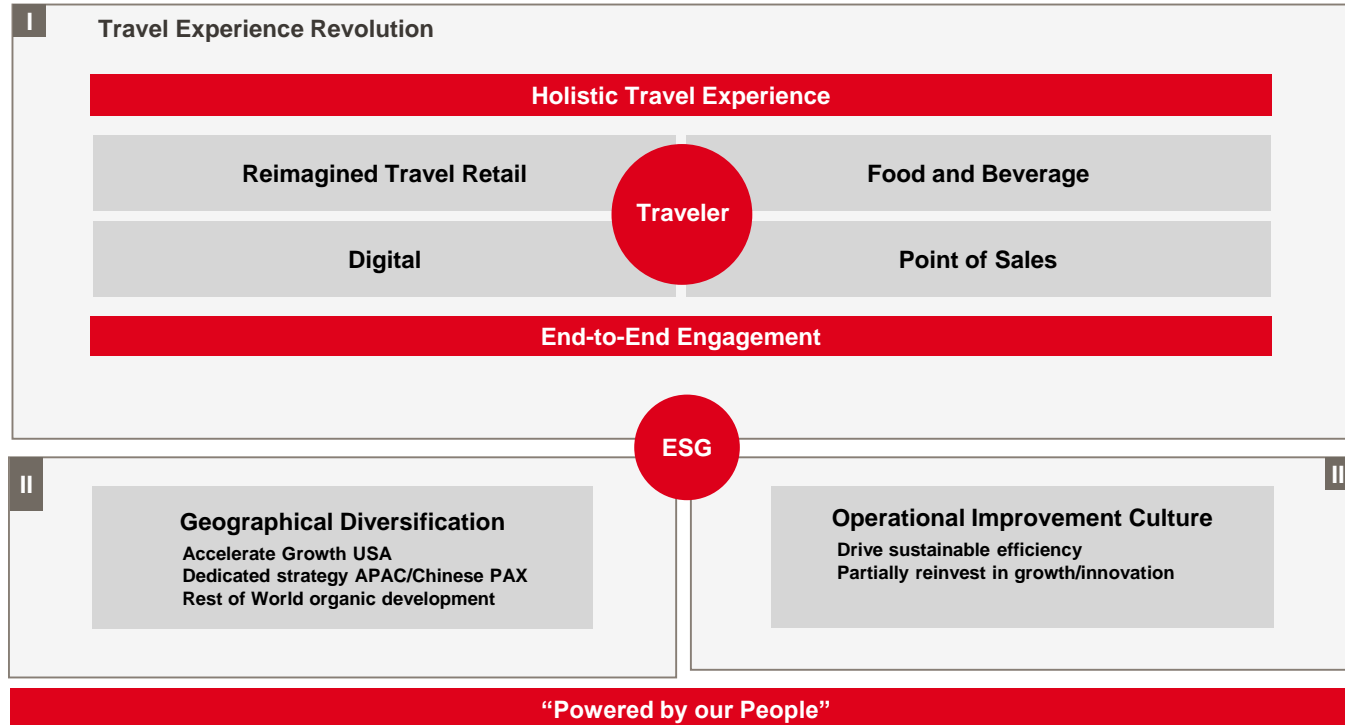 I
Travel Experience Revolution
Holistic Travel Experience
Reimagined Travel Retail
Food and Beverage
Traveler
Digital
Point of Sales
End-to-End Engagement
ESG
II
Geographical Diversification
Accelerate Growth USA
Dedicated strategy APAC/Chinese PAX
Rest of World organic development
II
Operational Improvement Culture
Drive sustainable efficiency
Partially reinvest in growth/innovation
“Powered by our People”